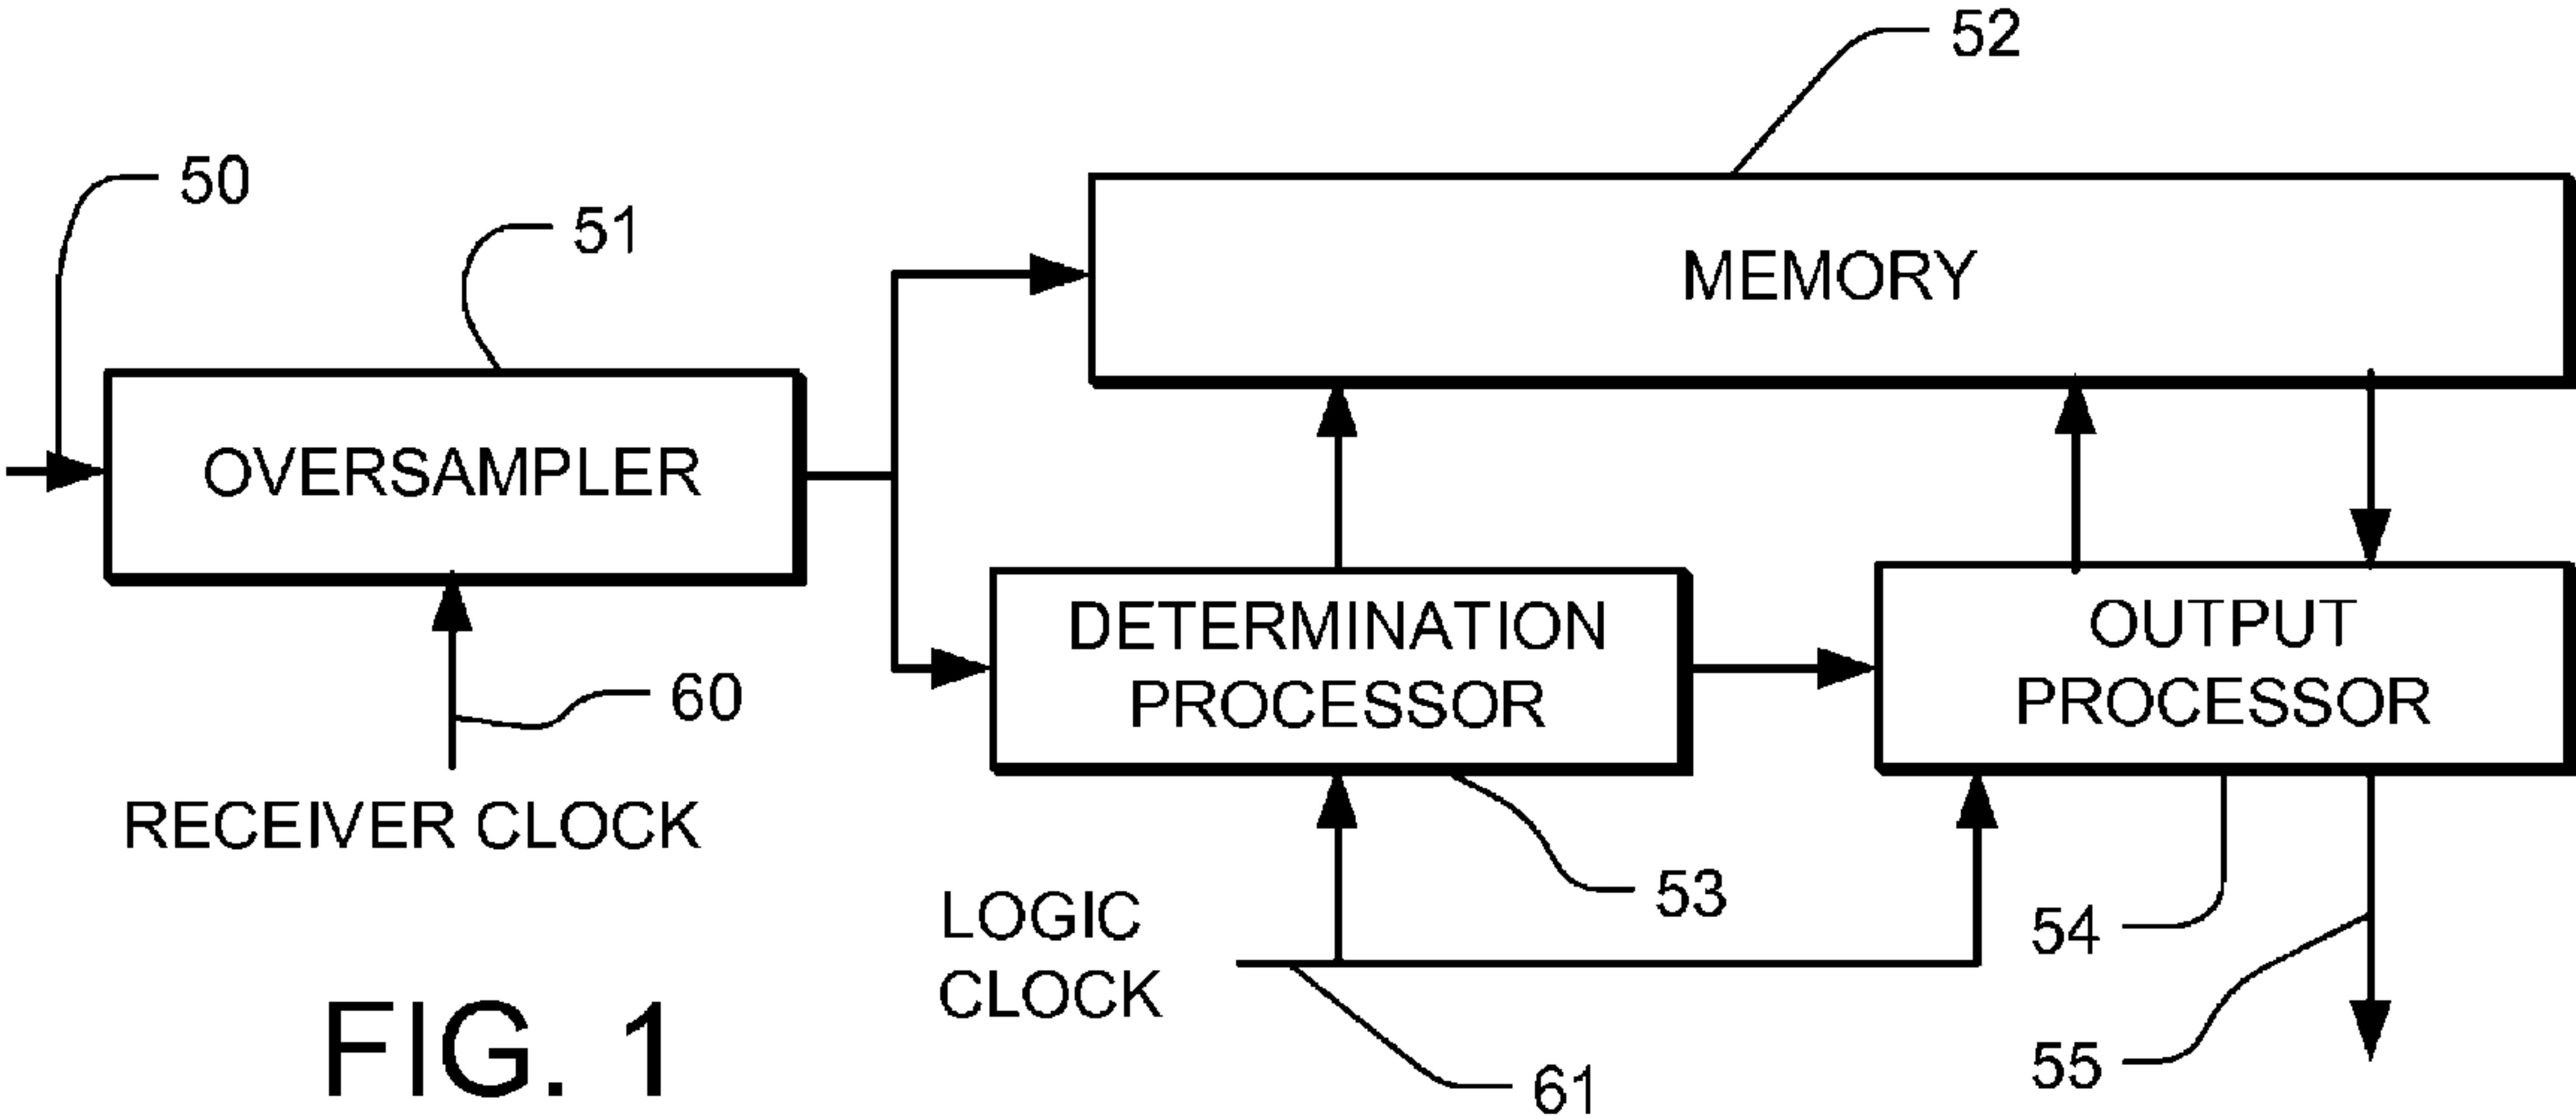 52
50
51
MEMORY
OVERSAMPLER
DETERMINATION
PROCESSOR
OUTPUT
PROCESSOR
60
RECEIVER CLOCK
53
LOGIC
CLOCK
54
55
61
FIG. 1